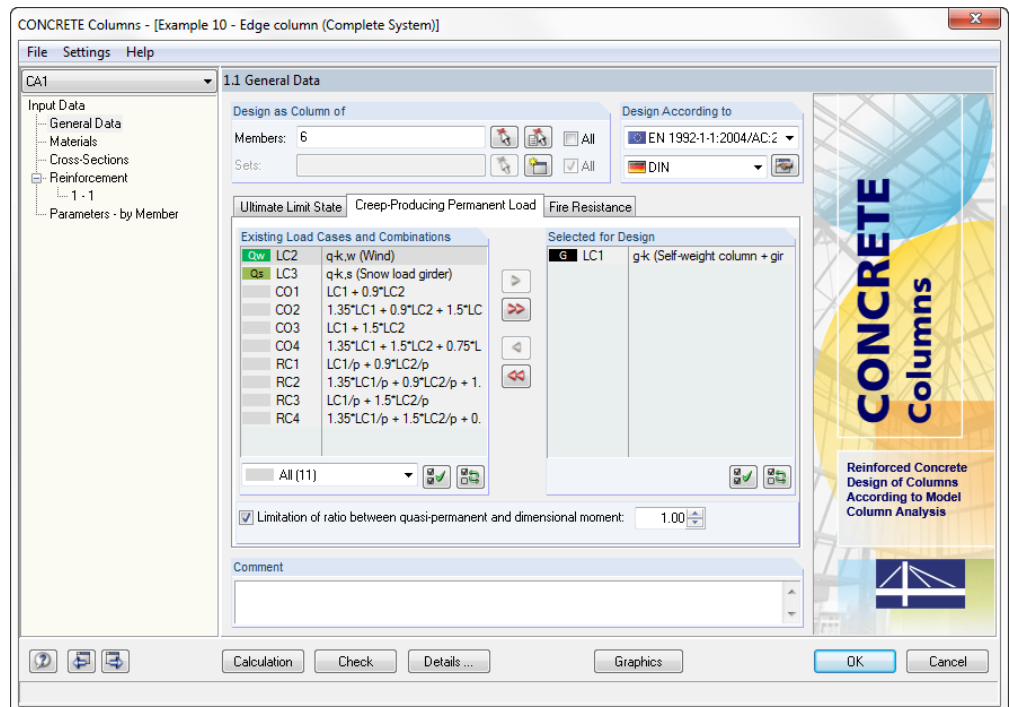 CONCRETE Columns - [Example 10 - Edge column (Complete System)]
File Settings Help
CA1
1.1 General Data
Input Data
General Data
Materials
Cross-Sections
Reinforcement
1 - 1
Parameters - by Member
Design as Column of
Members: 6 All
Sets: All
Design According to
EN 1992-1-1:2004/AC:2
DIN
Ultimate Limit State Creep-Producing Permanent Load Fire Resistance
Existing Load Cases and Combinations
Qw LC2 q-k,w (Wind)
Qs LC3 q-k,s (Snow load girder)
CO1 LC1 + 0.9*LC2
CO2 1.35*LC1 + 0.9*LC2 + 1.5*LC
CO3 LC1 + 1.5*LC2
CO4 1.35*LC1 + 1.5*LC2 + 0.75*L
RC1 LC1/p + 0.9*LC2/p
RC2 1.35*LC1/p + 0.9*LC2/p + 1.
RC3 LC1/p + 1.5*LC2/p
RC4 1.35*LC1/p + 1.5*LC2/p + 0.
All (11)
Selected for Design
G LC1 g-k (Self-weight column + gir
Limitation of ratio between quasi-permanent and dimensional moment: 1.00
Comment
CONCRETE
Columns
Reinforced Concrete
Design of Columns
According to Model
Column Analysis
Calculation Check Details ... Graphics OK Cancel